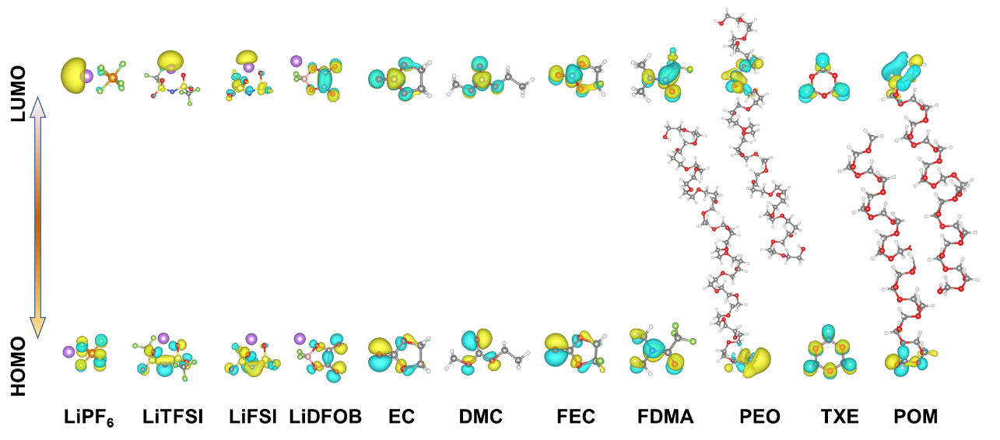 LUMO
HOMO
LiPF₆ LiTFSI LiFSI LiDFOB EC DMC FEC FDMA PEO TXE POM